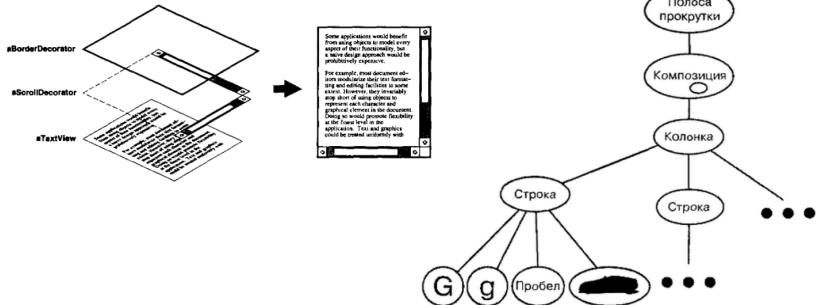 aBorderDecorator
aScrollDecorator
aTextView
Some applications would benefit
from using objects to model every
aspect of their functionality, but
a naive design approach would be
prohibitively expensive.
For example, most document edi-
tors modularize their text format-
ting and editing facilities to some
extent. However, they invariably
stop short of using objects to
represent each character and
graphical element in the document.
Doing so would promote flexibility
at the finest level in the
application. Text and graphics
could be treated uniformly with
Полоса
прокрутки
Композиция
Колонка
Строка
Строка
G g Пробел